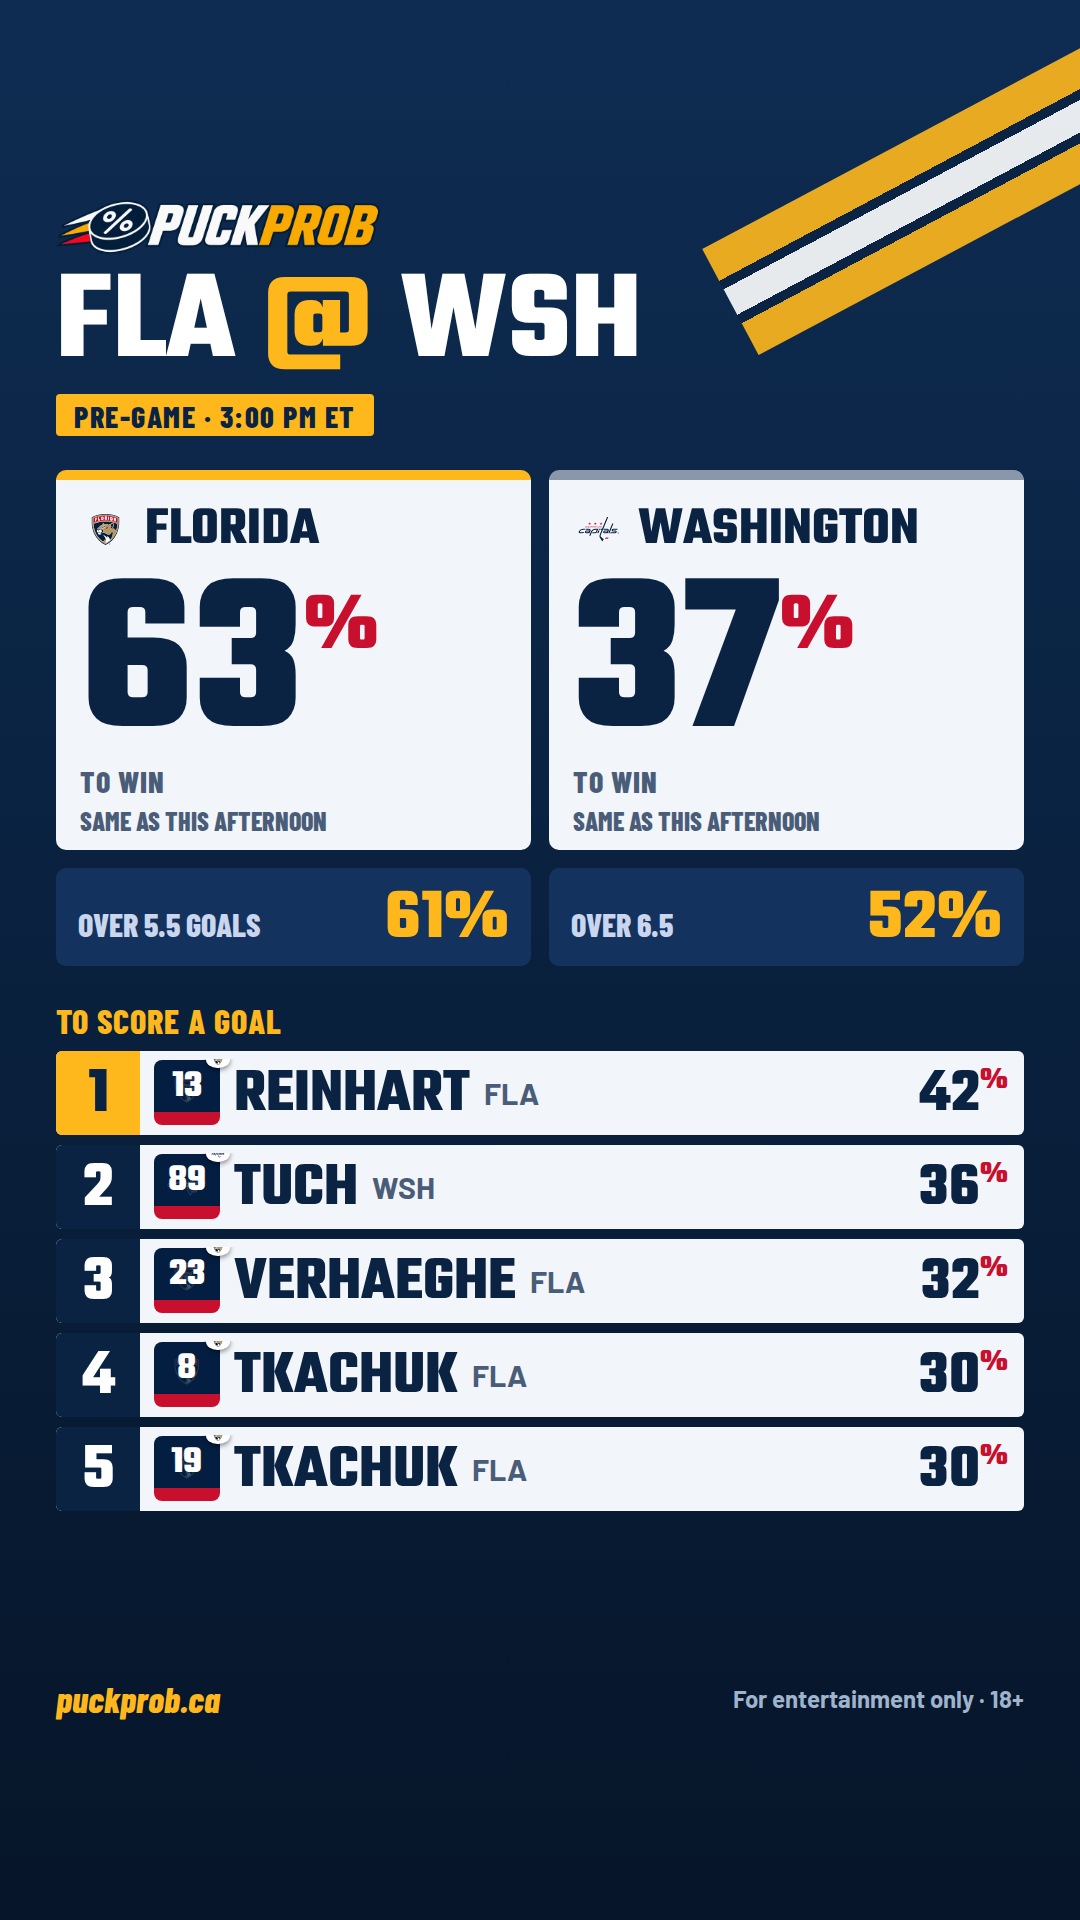 % PUCKPROB
FLA @ WSH
PRE-GAME · 3:00 PM ET
FLORIDA
63%
TO WIN
SAME AS THIS AFTERNOON
WASHINGTON
37%
TO WIN
SAME AS THIS AFTERNOON
OVER 5.5 GOALS 61%
OVER 6.5 52%
TO SCORE A GOAL
1 13 REINHART FLA 42%
2 89 TUCH WSH 36%
3 23 VERHAEGHE FLA 32%
4 8 TKACHUK FLA 30%
5 19 TKACHUK FLA 30%
puckprob.ca
For entertainment only · 18+